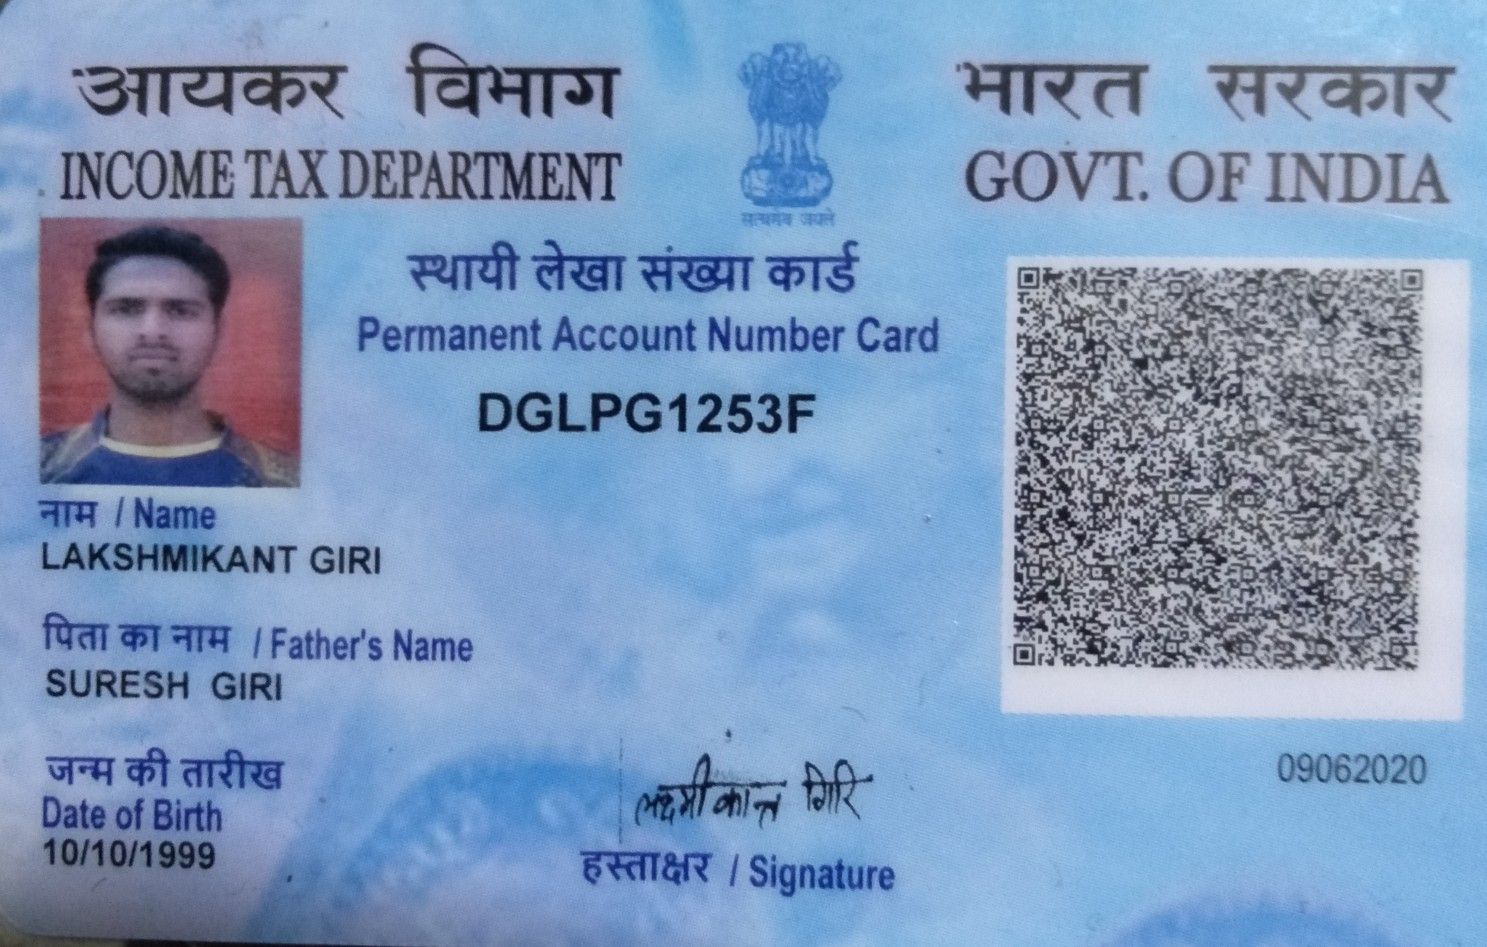 आयकर विभाग
INCOME TAX DEPARTMENT
भारत सरकार
GOVT. OF INDIA
सत्यमेव जयते
स्थायी लेखा संख्या कार्ड
Permanent Account Number Card
DGLPG1253F
नाम / Name
LAKSHMIKANT GIRI
पिता का नाम / Father's Name
SURESH GIRI
जन्म की तारीख
Date of Birth
10/10/1999
लक्ष्मीकान्त गिरि
हस्ताक्षर / Signature
09062020